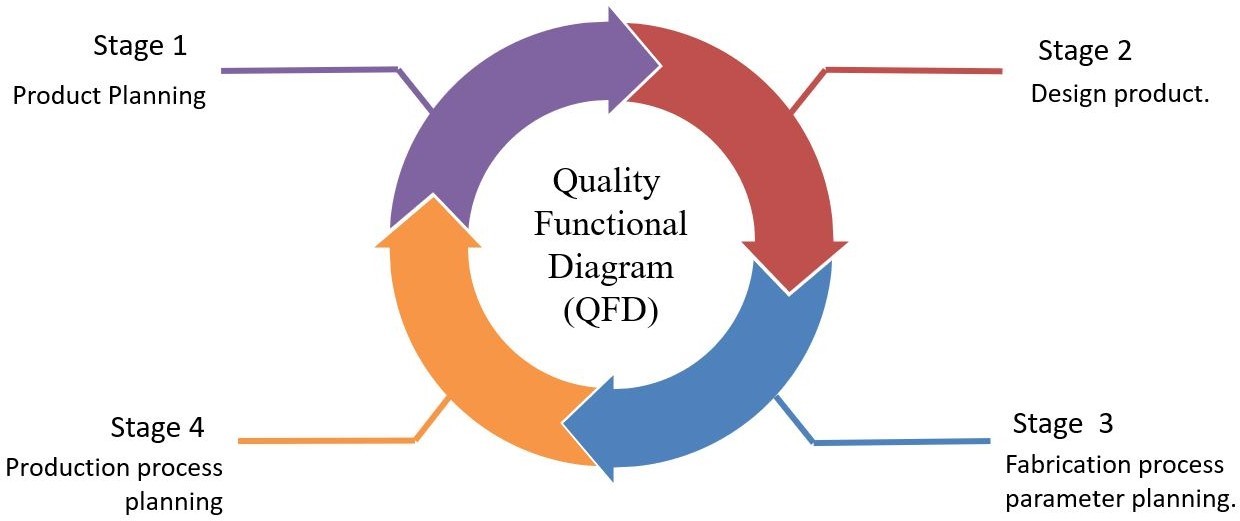 Stage 1
Product Planning
Stage 2
Design product.
Quality
Functional
Diagram
(QFD)
Stage 4
Production process
planning
Stage  3
Fabrication process
parameter planning.